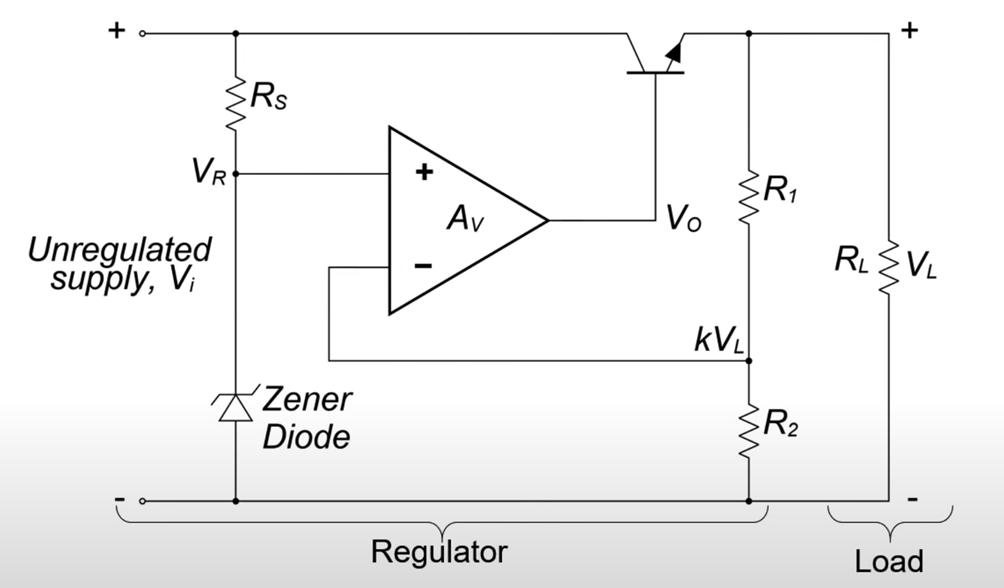 +
+
RS
VR
+
AV
VO
R1
Unregulated
supply, Vi
-
RL
VL
kVL
Zener
Diode
R2
-
-
Regulator
Load